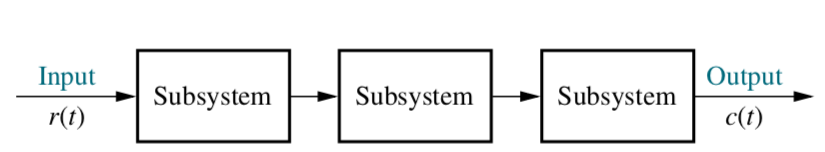 Input
r(t)
Subsystem
Subsystem
Subsystem
Output
c(t)